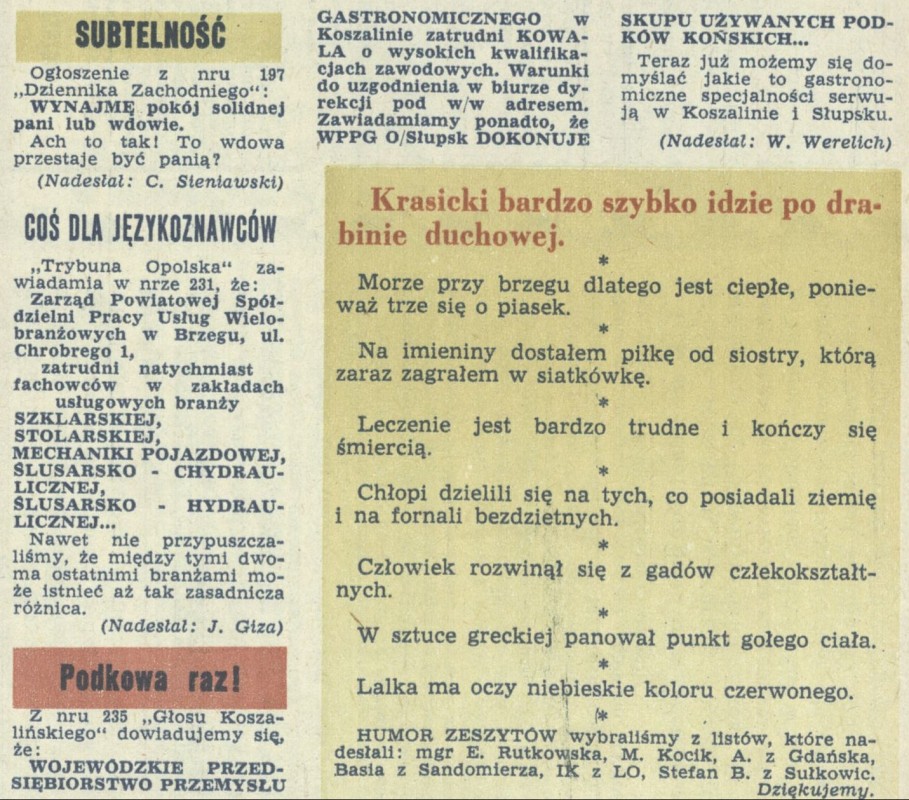 SUBTELNOŚĆ
Ogłoszenie z nru 197
„Dziennika Zachodniego“:
WYNAJMĘ pokój solidnej
pani lub wdowie.
Ach to tak! To wdowa
przestaje być panią?
(Nadesłał: C. Sieniawski)
COŚ DLA JĘZYKOZNAWCÓW
„Trybuna Opolska“ za-
wiadamia w nrze 231, że:
Zarząd Powiatowej Spół-
dzielni Pracy Usług Wielo-
branżowych w Brzegu, ul.
Chrobrego 1,
zatrudni natychmiast
fachowców w zakładach
usługowych branży
SZKLARSKIEJ,
STOLARSKIEJ,
MECHANIKI POJAZDOWEJ,
ŚLUSARSKO - CHYDRAU-
LICZNEJ,
ŚLUSARSKO - HYDRAU-
LICZNEJ...
Nawet nie przypuszcza-
liśmy, że między tymi dwo-
ma ostatnimi branżami mo-
że istnieć aż tak zasadnicza
różnica.
(Nadesłał: J. Giza)
Podkowa raz!
Z nru 235 „Głosu Kosza-
lińskiego“ dowiadujemy się,
że:
WOJEWÓDZKIE PRZED-
SIĘBIORSTWO PRZEMYSŁU
GASTRONOMICZNEGO w
Koszalinie zatrudni KOWA-
LA o wysokich kwalifika-
cjach zawodowych. Warunki
do uzgodnienia w biurze dy-
rekcji pod w/w adresem.
Zawiadamiamy ponadto, że
WPPG O/Słupsk DOKONUJE
SKUPU UŻYWANYCH POD-
KÓW KOŃSKICH...
Teraz już możemy się do-
myślać jakie to gastrono-
miczne specjalności serwu-
ją w Koszalinie i Słupsku.
(Nadesłał: W. Werelich)
Krasicki bardzo szybko idzie po dra-
binie duchowej.
*
Morze przy brzegu dlatego jest ciepłe, ponie-
waż trze się o piasek.
*
Na imieniny dostałem piłkę od siostry, którą
zaraz zagrałem w siatkówkę.
*
Leczenie jest bardzo trudne i kończy się
śmiercią.
*
Chłopi dzielili się na tych, co posiadali ziemię
i na fornali bezdzietnych.
*
Człowiek rozwinął się z gadów człekokształt-
nych.
*
W sztuce greckiej panował punkt gołego ciała.
*
Lalka ma oczy niebieskie koloru czerwonego.
*
HUMOR ZESZYTÓW wybraliśmy z listów, które na-
desłali: mgr E. Rutkowska, M. Kocik, A. z Gdańska,
Basia z Sandomierza, IK z LO, Stefan B. z Sułkowic.
Dziękujemy.